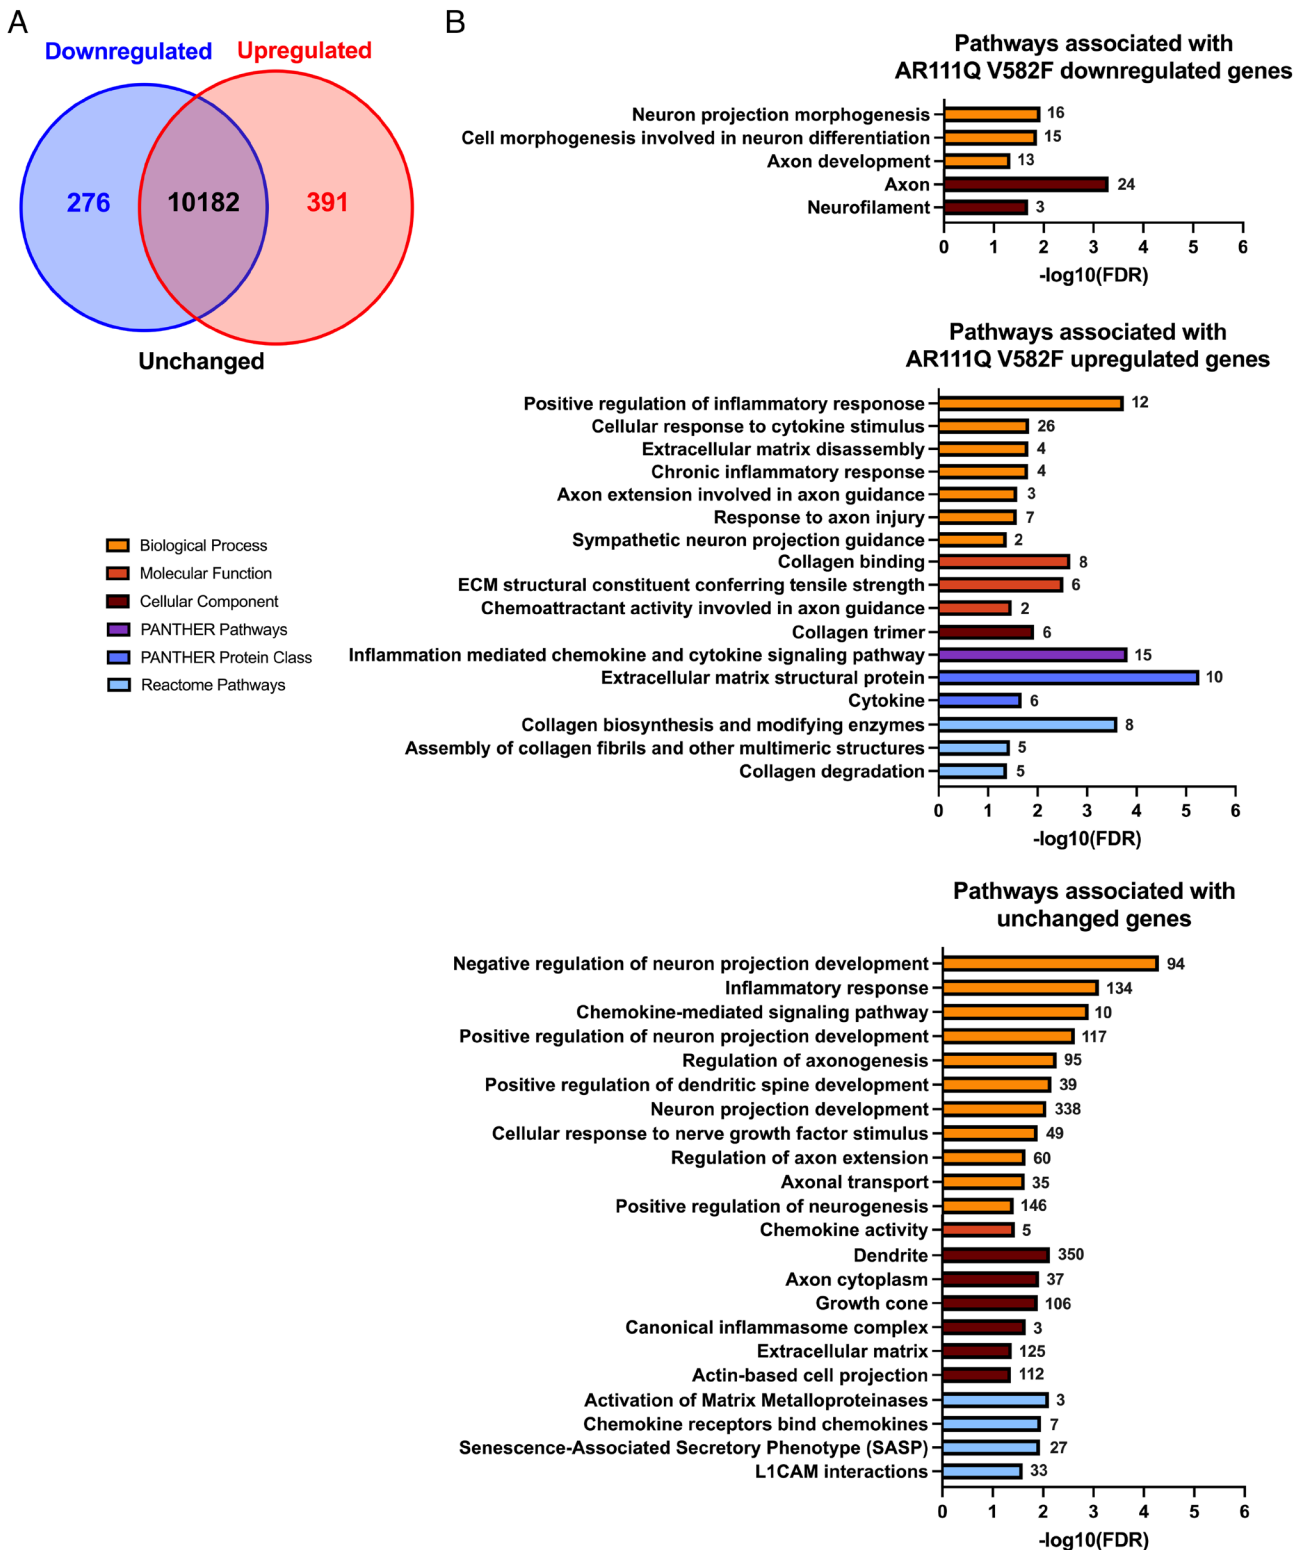 A
Downregulated
Upregulated
276
10182
391
Unchanged
Biological Process
Molecular Function
Cellular Component
PANTHER Pathways
PANTHER Protein Class
Reactome Pathways
B
Pathways associated with
AR111Q V582F downregulated genes
Neuron projection morphogenesis 16
Cell morphogenesis involved in neuron differentiation 15
Axon development 13
Axon 24
Neurofilament 3
0 1 2 3 4 5 6
-log10(FDR)
Pathways associated with
AR111Q V582F upregulated genes
Positive regulation of inflammatory responose 12
Cellular response to cytokine stimulus 26
Extracellular matrix disassembly 4
Chronic inflammatory response 4
Axon extension involved in axon guidance 3
Response to axon injury 7
Sympathetic neuron projection guidance 2
Collagen binding 8
ECM structural constituent conferring tensile strength 6
Chemoattractant activity invovled in axon guidance 2
Collagen trimer 6
Inflammation mediated chemokine and cytokine signaling pathway 15
Extracellular matrix structural protein 10
Cytokine 6
Collagen biosynthesis and modifying enzymes 8
Assembly of collagen fibrils and other multimeric structures 5
Collagen degradation 5
0 1 2 3 4 5 6
-log10(FDR)
Pathways associated with
unchanged genes
Negative regulation of neuron projection development 94
Inflammatory response 134
Chemokine-mediated signaling pathway 10
Positive regulation of neuron projection development 117
Regulation of axonogenesis 95
Positive regulation of dendritic spine development 39
Neuron projection development 338
Cellular response to nerve growth factor stimulus 49
Regulation of axon extension 60
Axonal transport 35
Positive regulation of neurogenesis 146
Chemokine activity 5
Dendrite 350
Axon cytoplasm 37
Growth cone 106
Canonical inflammasome complex 3
Extracellular matrix 125
Actin-based cell projection 112
Activation of Matrix Metalloproteinases 3
Chemokine receptors bind chemokines 7
Senescence-Associated Secretory Phenotype (SASP) 27
L1CAM interactions 33
0 1 2 3 4 5 6
-log10(FDR)